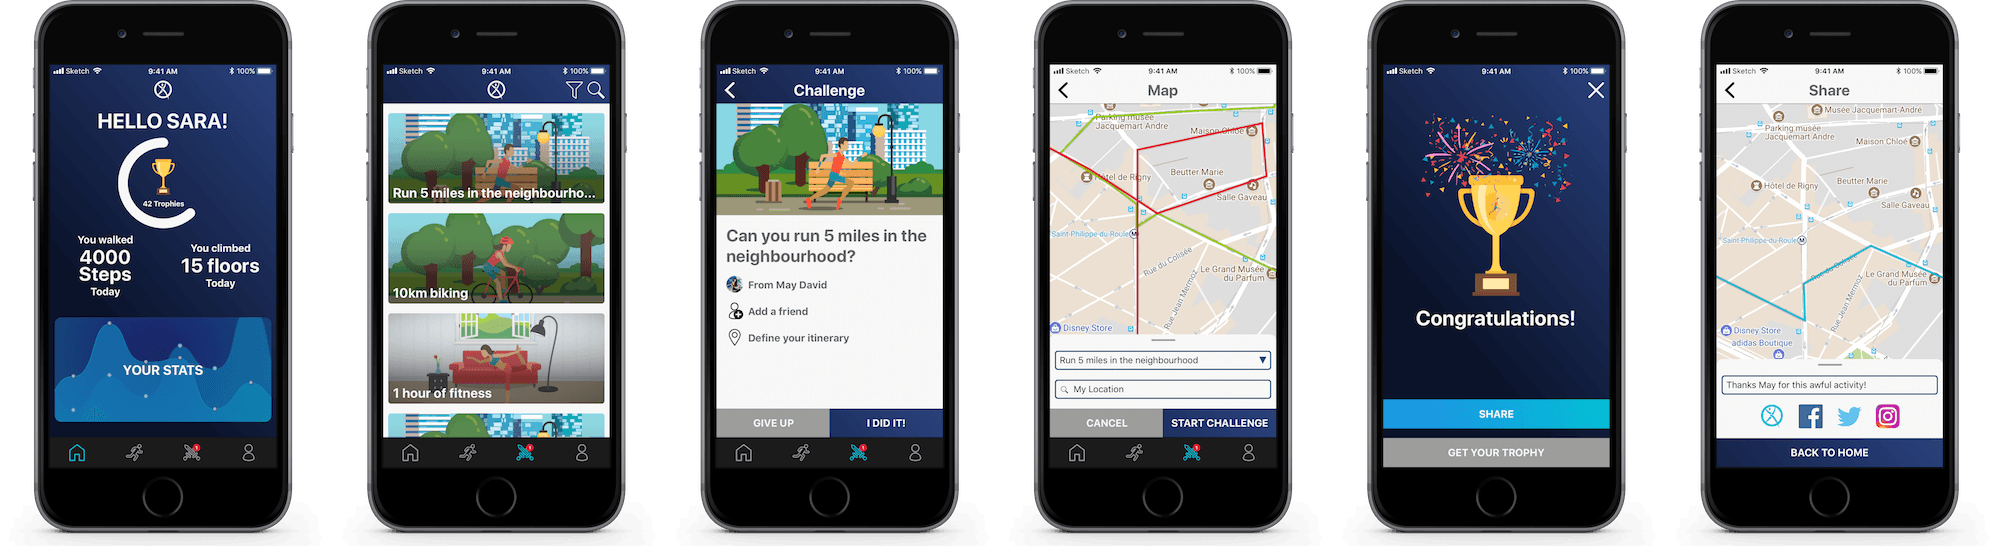 Sketch 9:41 AM 100%
HELLO SARA!
42 Trophies
You walked
4000
Steps
Today
You climbed
15 floors
Today
YOUR STATS
1
Sketch 9:41 AM 100%
Run 5 miles in the neighbourho...
10km biking
1 hour of fitness
1
Sketch 9:41 AM 100%
Challenge
Can you run 5 miles in the
neighbourhood?
From May David
Add a friend
Define your itinerary
GIVE UP
I DID IT!
1
Sketch 9:41 AM 100%
Map
Parking musée
Jacquemart Andre
Maison Chloé
Hôtel de Rigny
Beutter Marie
Salle Gaveau
Saint-Philippe-du-Roule
M
Rue du Colisée
Le Grand Musée
du Parfum
Rue Jean Mermoz
Disney Store
Run 5 miles in the neighbourhood
My Location
CANCEL
START CHALLENGE
1
Sketch 9:41 AM 100%
Congratulations!
SHARE
GET YOUR TROPHY
Sketch 9:41 AM 100%
Share
Musée Jacquemart-André
Parking musée
Jacquemart Andre
Maison Chloé
Hôtel de Rigny
Beutter Marie
Salle Gaveau
Saint-Philippe-du-Roule
M
Rue du Colisée
Le Grand Musée
du Parfum
Rue Jean Mermoz
Disney Store
adidas Boutique
Thanks May for this awful activity!
BACK TO HOME